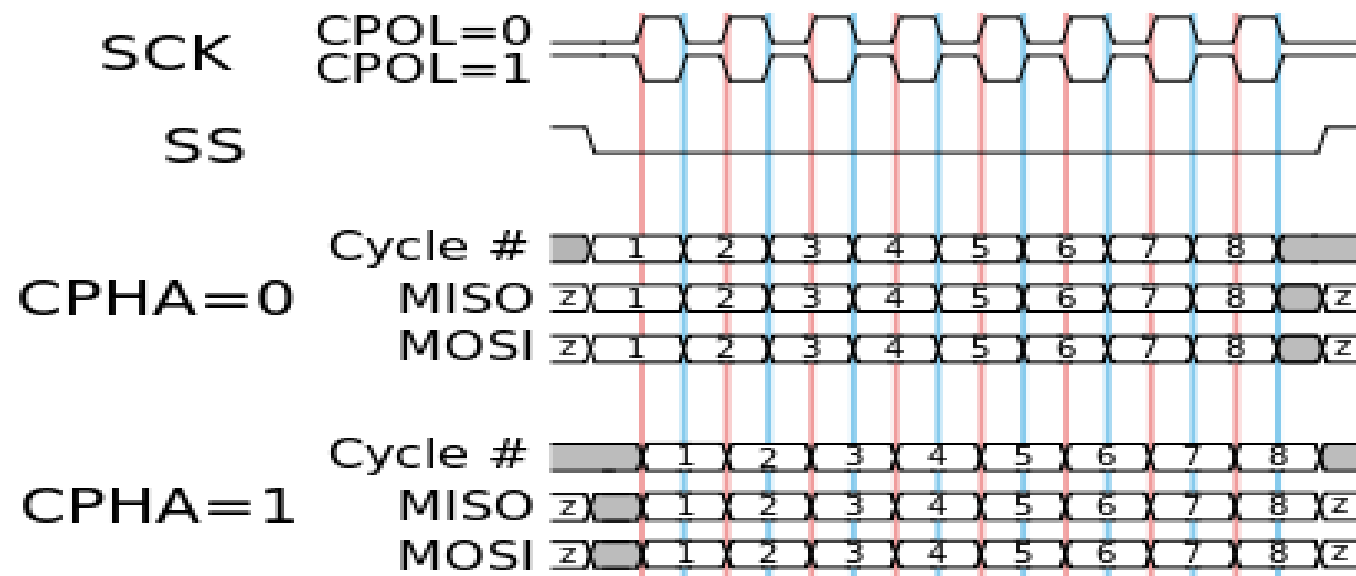 SCK CPOL=0
CPOL=1
SS
Cycle # 1 2 3 4 5 6 7 8
CPHA=0 MISO z 1 2 3 4 5 6 7 8 z
MOSI z 1 2 3 4 5 6 7 8 z
Cycle # 1 2 3 4 5 6 7 8
CPHA=1 MISO z 1 2 3 4 5 6 7 8 z
MOSI z 1 2 3 4 5 6 7 8 z